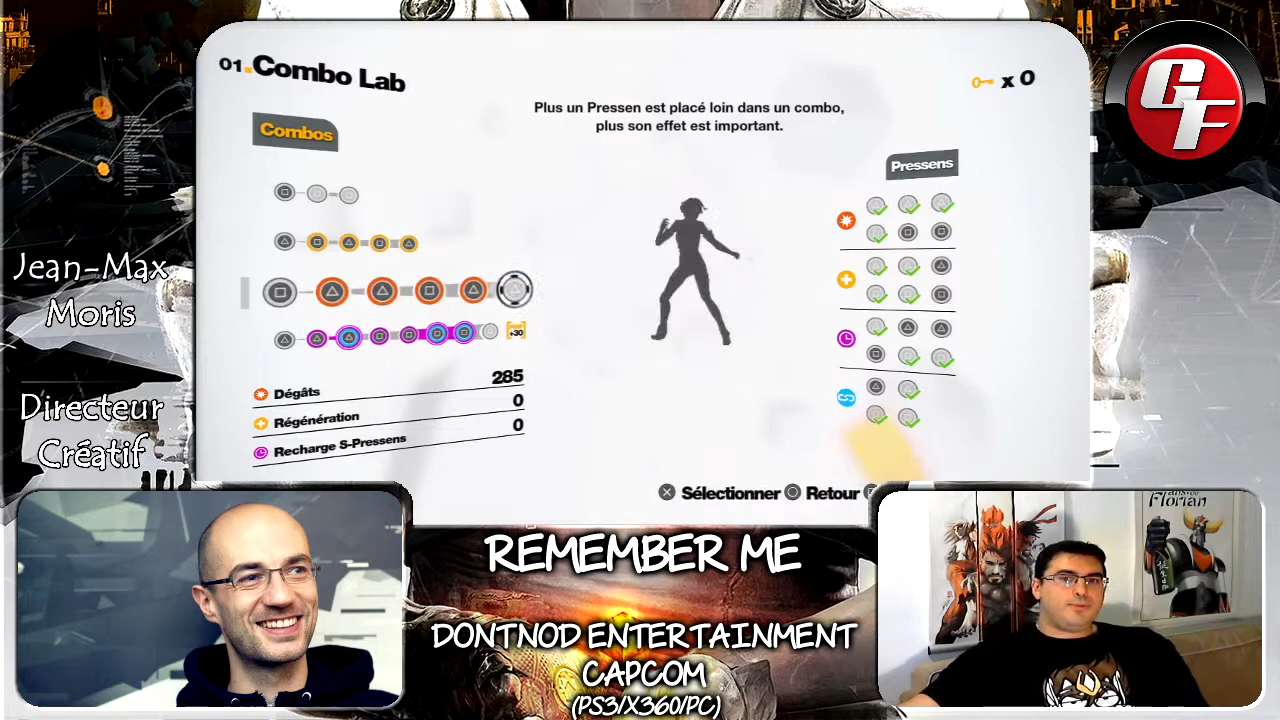 01.Combo Lab
x 0
Plus un Pressen est placé loin dans un combo,
plus son effet est important.
Combos
Pressens
+30
Dégâts 285
Régénération 0
Recharge S-Pressens 0
Sélectionner Retour
GF
Jean-Max
Moris
Directeur
Créatif
REMEMBER ME
DONTNOD ENTERTAINMENT
CAPCOM
(PS3/X360/PC)
Florian